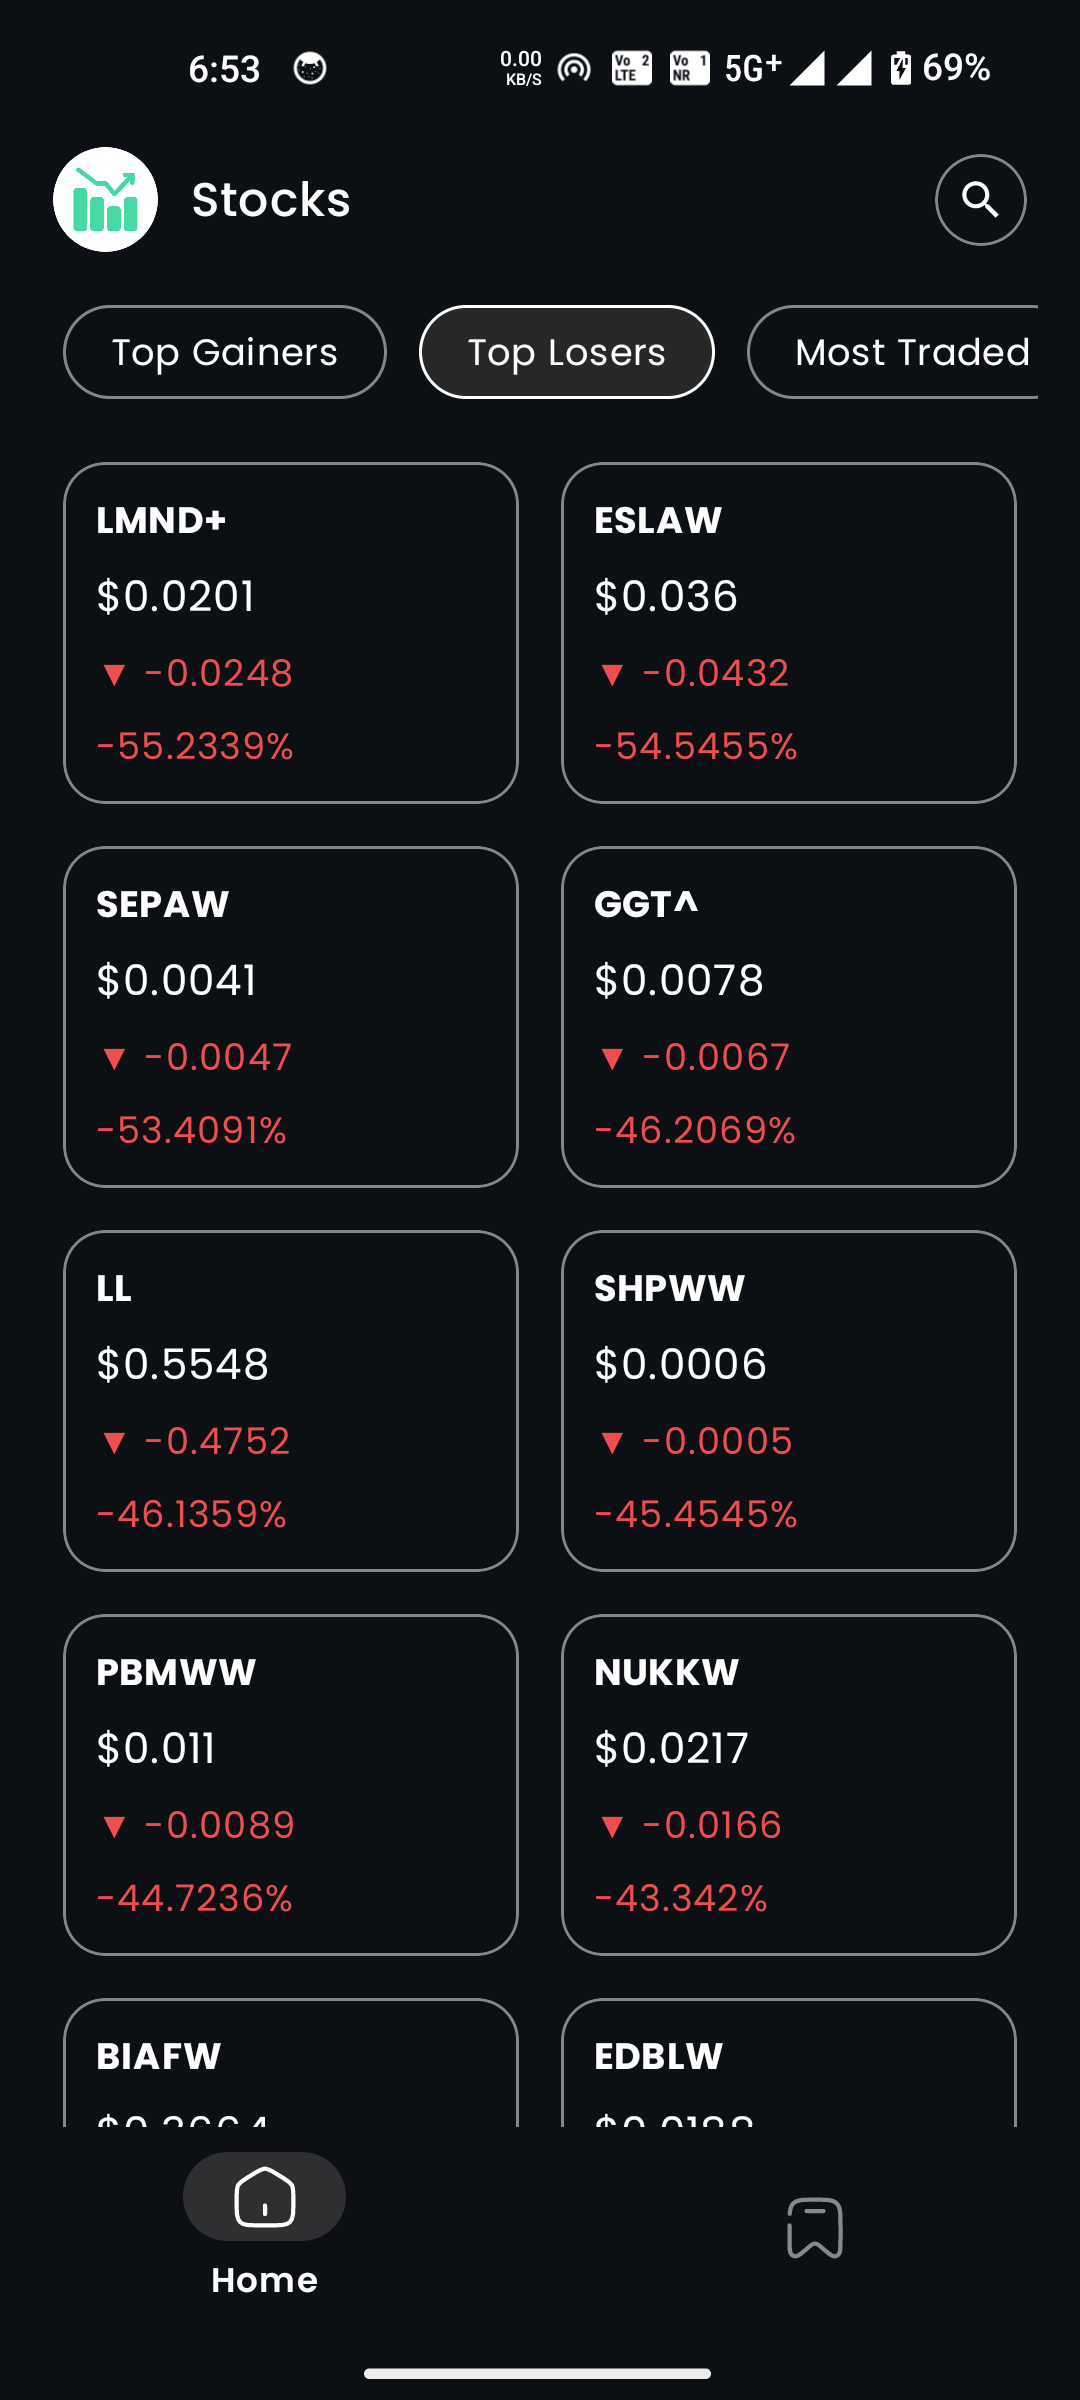 6:53
0.00
KB/S
Vo 2
LTE
Vo 1
NR
5G+
69%
Stocks
Top Gainers
Top Losers
Most Traded
LMND+
$0.0201
▼ -0.0248
-55.2339%
ESLAW
$0.036
▼ -0.0432
-54.5455%
SEPAW
$0.0041
▼ -0.0047
-53.4091%
GGT^
$0.0078
▼ -0.0067
-46.2069%
LL
$0.5548
▼ -0.4752
-46.1359%
SHPWW
$0.0006
▼ -0.0005
-45.4545%
PBMWW
$0.011
▼ -0.0089
-44.7236%
NUKKW
$0.0217
▼ -0.0166
-43.342%
BIAFW
EDBLW
Home